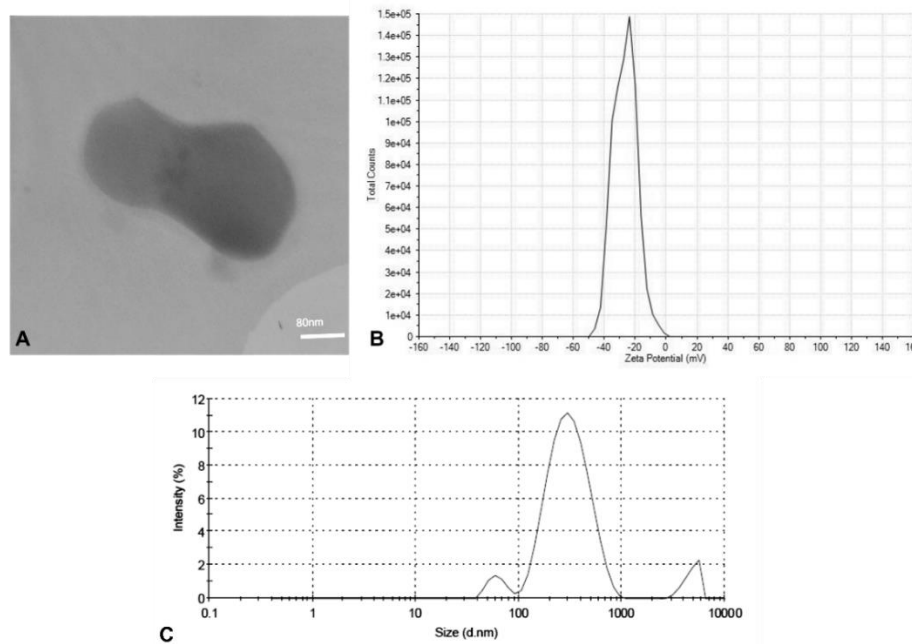 A
80nm
B
Total Counts
1.5e+05
1.4e+05
1.3e+05
1.2e+05
1.1e+05
1e+05
9e+04
8e+04
7e+04
6e+04
5e+04
4e+04
3e+04
2e+04
1e+04
0
-160 -140 -120 -100 -80 -60 -40 -20 0 20 40 60 80 100 120 140 160
Zeta Potential (mV)
C
Intensity (%)
12
10
8
6
4
2
0
0.1 1 10 100 1000 10000
Size (d.nm)